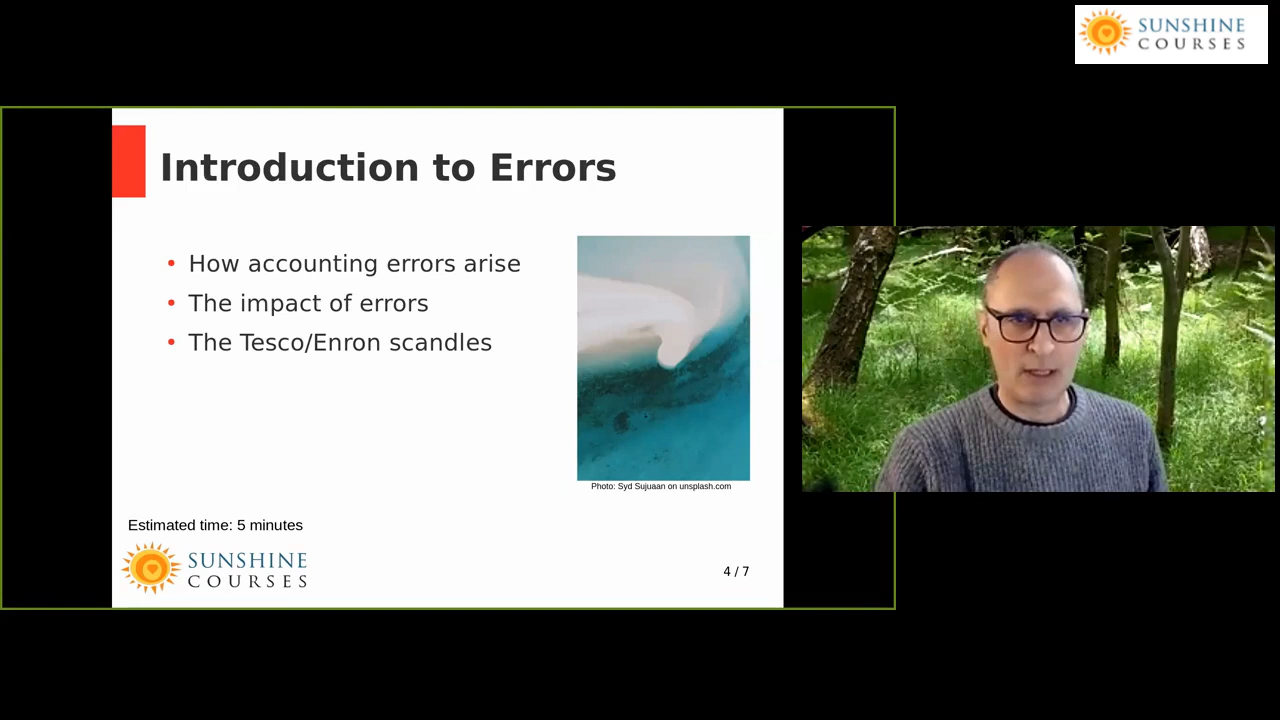 SUNSHINE
COURSES
Introduction to Errors
• How accounting errors arise
• The impact of errors
• The Tesco/Enron scandles
Photo: Syd Sujuaan on unsplash.com
Estimated time: 5 minutes
SUNSHINE
COURSES
4 / 7